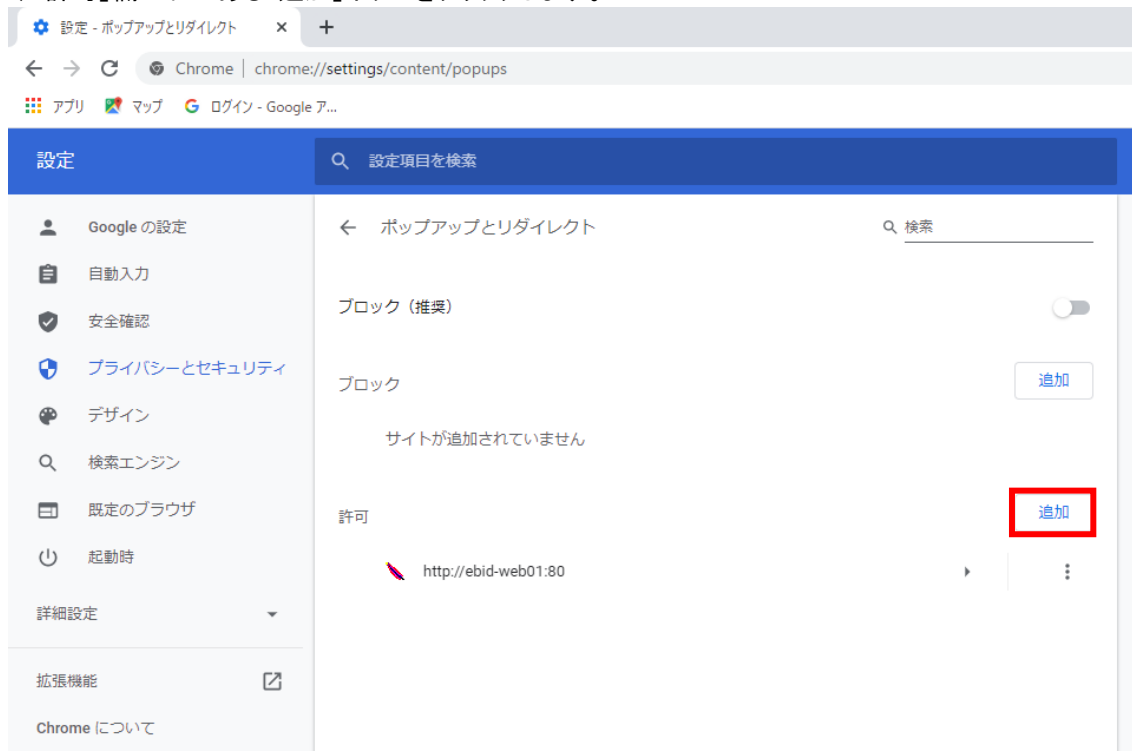 設定 - ポップアップとリダイレクト
Chrome | chrome://settings/content/popups
アプリ マップ G ログイン - Google ア...
設定
設定項目を検索
Google の設定
自動入力
安全確認
プライバシーとセキュリティ
デザイン
検索エンジン
既定のブラウザ
起動時
詳細設定
拡張機能
Chrome について
ポップアップとリダイレクト
検索
ブロック（推奨）
ブロック
追加
サイトが追加されていません
許可
追加
http://ebid-web01:80